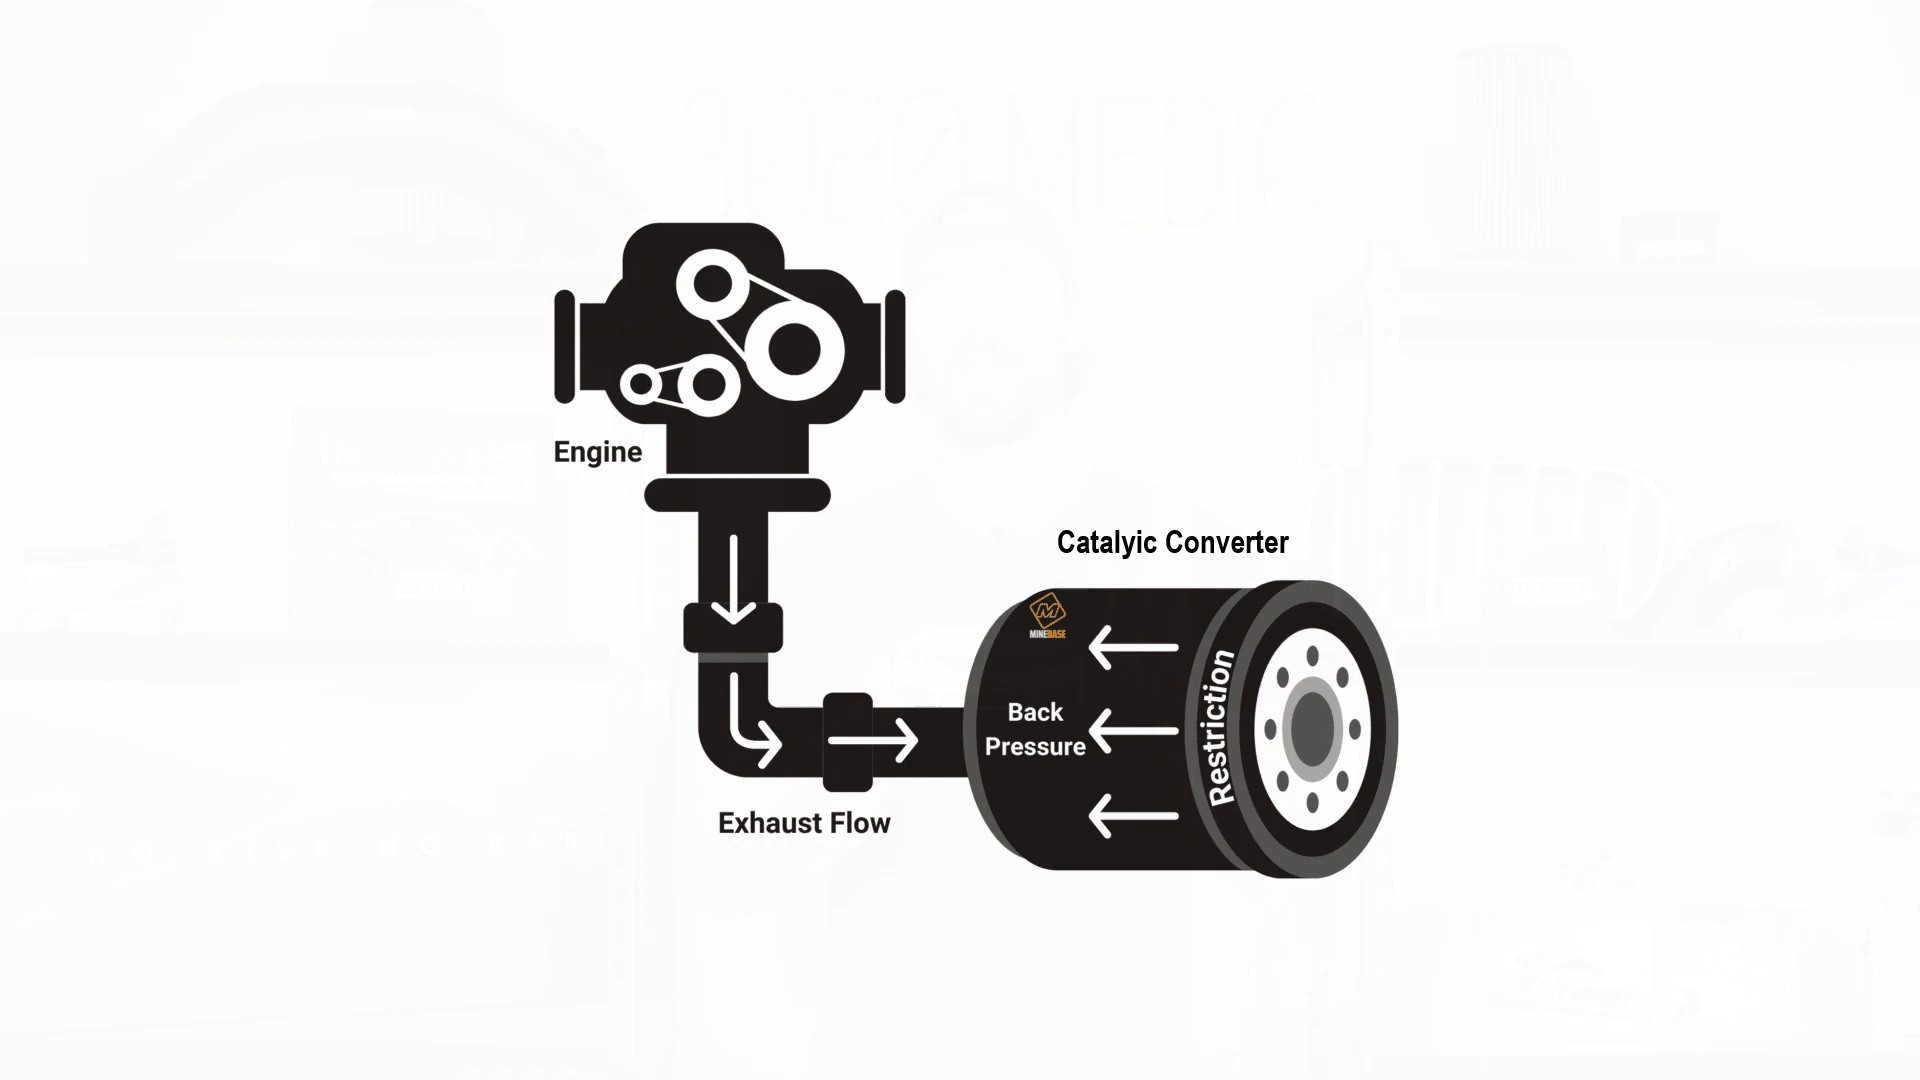 Engine
Catalyic Converter
MINEBASE
Restriction
Back
Pressure
Exhaust Flow